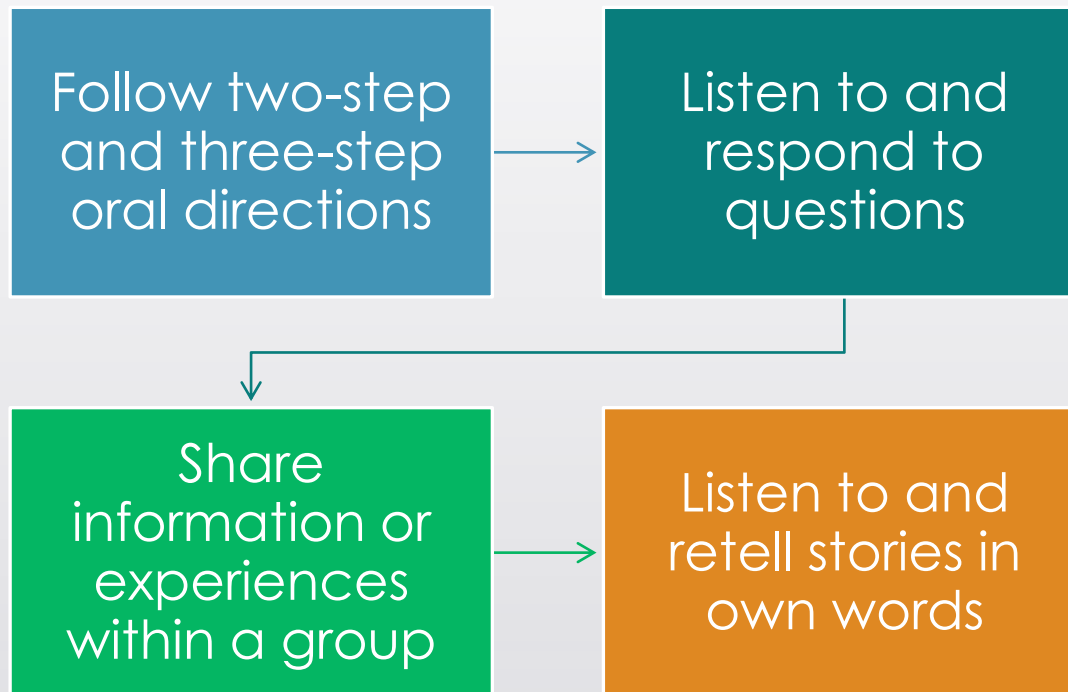 Follow two-step
and three-step
oral directions
Listen to and
respond to
questions
Share
information or
experiences
within a group
Listen to and
retell stories in
own words